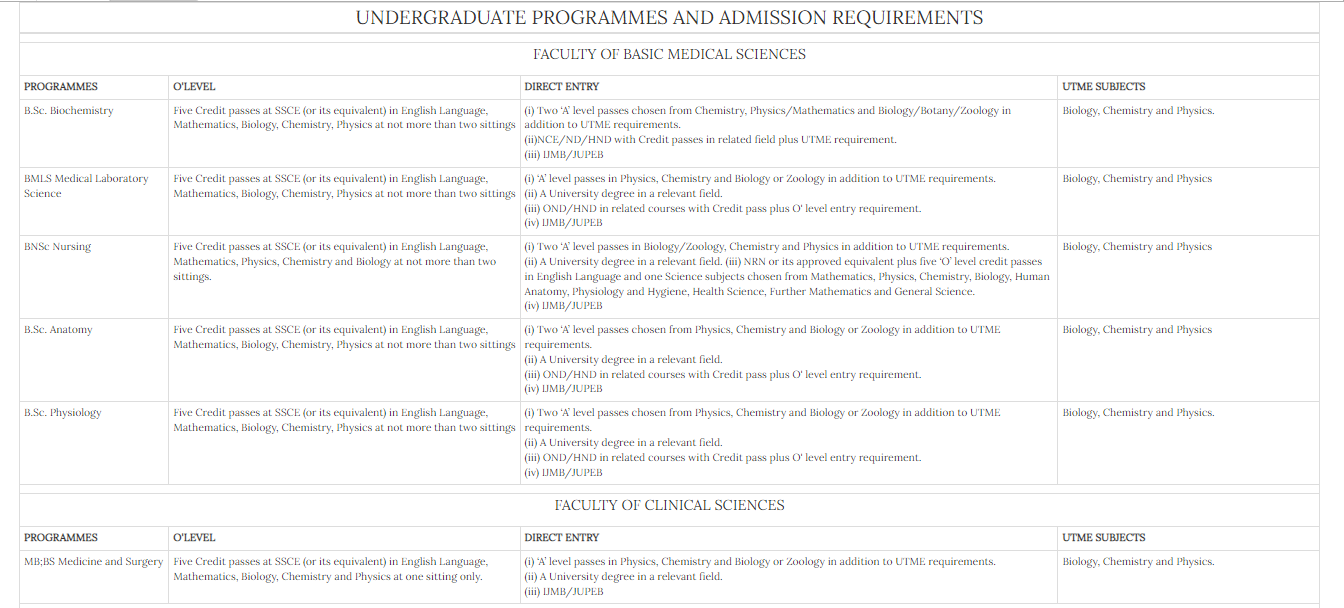 UNDERGRADUATE PROGRAMMES AND ADMISSION REQUIREMENTS
FACULTY OF BASIC MEDICAL SCIENCES
PROGRAMMES O'LEVEL DIRECT ENTRY UTME SUBJECTS
B.Sc. Biochemistry
Five Credit passes at SSCE (or its equivalent) in English Language,
Mathematics, Biology, Chemistry, Physics at not more than two sittings
(i) Two ‘A’ level passes chosen from Chemistry, Physics/Mathematics and Biology/Botany/Zoology in
addition to UTME requirements.
(ii)NCE/ND/HND with Credit passes in related field plus UTME requirement.
(iii) IJMB/JUPEB
Biology, Chemistry and Physics.
BMLS Medical Laboratory
Science
Five Credit passes at SSCE (or its equivalent) in English Language,
Mathematics, Biology, Chemistry, Physics at not more than two sittings
(i) ‘A’ level passes in Physics, Chemistry and Biology or Zoology in addition to UTME requirements.
(ii) A University degree in a relevant field.
(iii) OND/HND in related courses with Credit pass plus O' level entry requirement.
(iv) IJMB/JUPEB
Biology, Chemistry and Physics
BNSc Nursing
Five Credit passes at SSCE (or its equivalent) in English Language,
Mathematics, Physics, Chemistry and Biology at not more than two
sittings.
(i) Two ‘A’ level passes in Biology/Zoology, Chemistry and Physics in addition to UTME requirements.
(ii) A University degree in a relevant field. (iii) NRN or its approved equivalent plus five ‘O’ level credit passes
in English Language and one Science subjects chosen from Mathematics, Physics, Chemistry, Biology, Human
Anatomy, Physiology and Hygiene, Health Science, Further Mathematics and General Science.
(iv) IJMB/JUPEB
Biology, Chemistry and Physics
B.Sc. Anatomy
Five Credit passes at SSCE (or its equivalent) in English Language,
Mathematics, Biology, Chemistry, Physics at not more than two sittings
(i) Two ‘A’ level passes chosen from Physics, Chemistry and Biology or Zoology in addition to UTME
requirements.
(ii) A University degree in a relevant field.
(iii) OND/HND in related courses with Credit pass plus O' level entry requirement.
(iv) IJMB/JUPEB
Biology, Chemistry and Physics
B.Sc. Physiology
Five Credit passes at SSCE (or its equivalent) in English Language,
Mathematics, Biology, Chemistry, Physics at not more than two sittings
(i) Two ‘A’ level passes chosen from Physics, Chemistry and Biology or Zoology in addition to UTME
requirements.
(ii) A University degree in a relevant field.
(iii) OND/HND in related courses with Credit pass plus O' level entry requirement.
(iv) IJMB/JUPEB
Biology, Chemistry and Physics.
FACULTY OF CLINICAL SCIENCES
PROGRAMMES O'LEVEL DIRECT ENTRY UTME SUBJECTS
MB;BS Medicine and Surgery
Five Credit passes at SSCE (or its equivalent) in English Language,
Mathematics, Biology, Chemistry and Physics at one sitting only.
(i) ‘A’ level passes in Physics, Chemistry and Biology or Zoology in addition to UTME requirements.
(ii) A University degree in a relevant field.
(iii) IJMB/JUPEB
Biology, Chemistry and Physics.